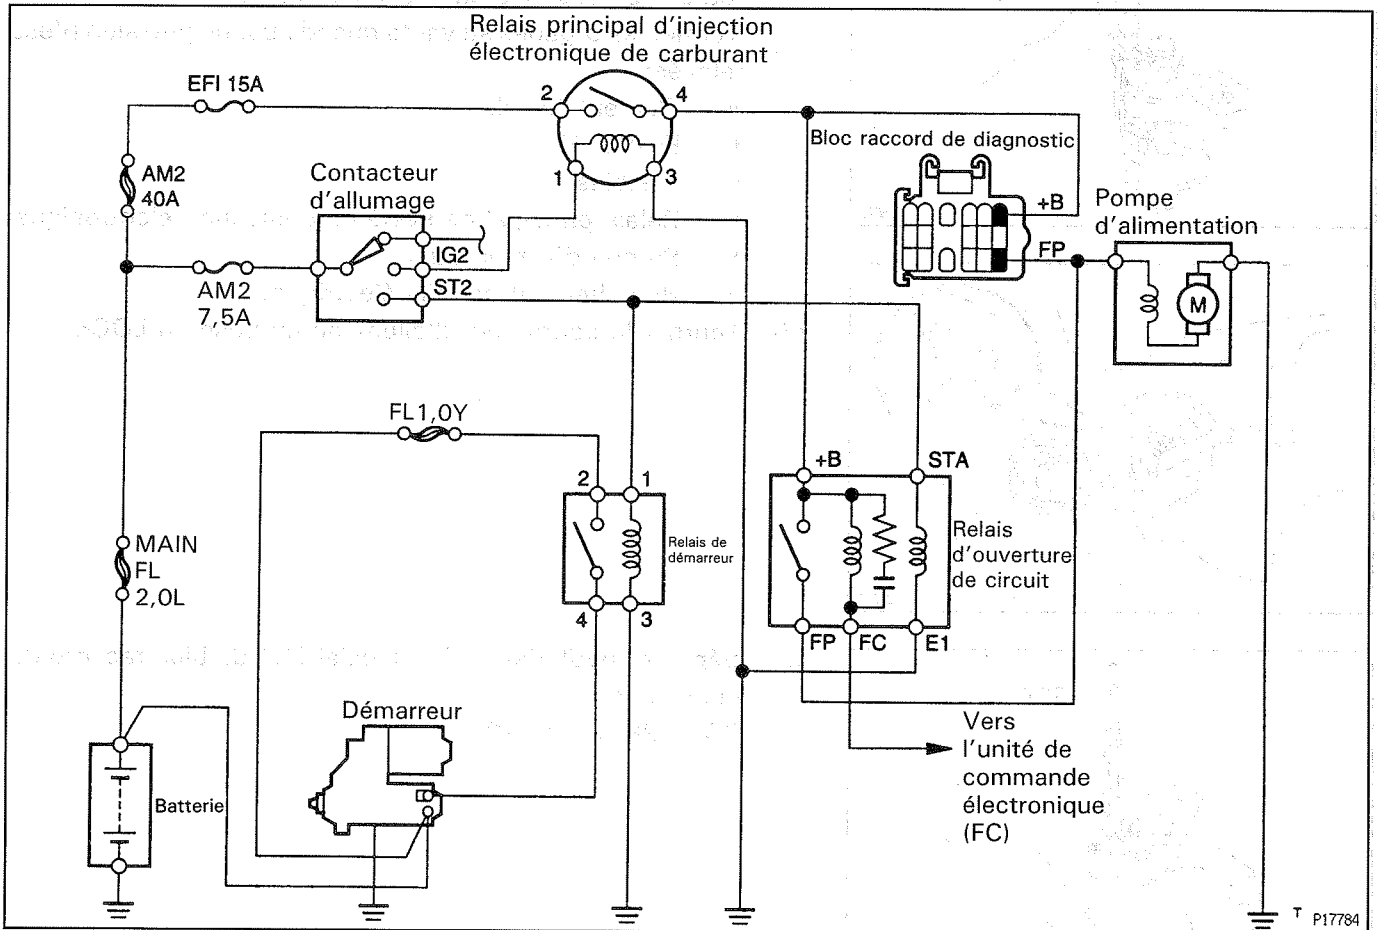 Relais principal d'injection
électronique de carburant
EFI 15A
2
4
1
3
AM2
40A
Contacteur
d'allumage
IG2
ST2
AM2
7,5A
Bloc raccord de diagnostic
+B
FP
Pompe
d'alimentation
M
FL1,0Y
2
1
4
3
Relais de
démarreur
+B
STA
FP
FC
E1
Relais
d'ouverture
de circuit
MAIN
FL
2,0L
Batterie
Démarreur
Vers
l'unité de
commande
électronique
(FC)
T
P17784